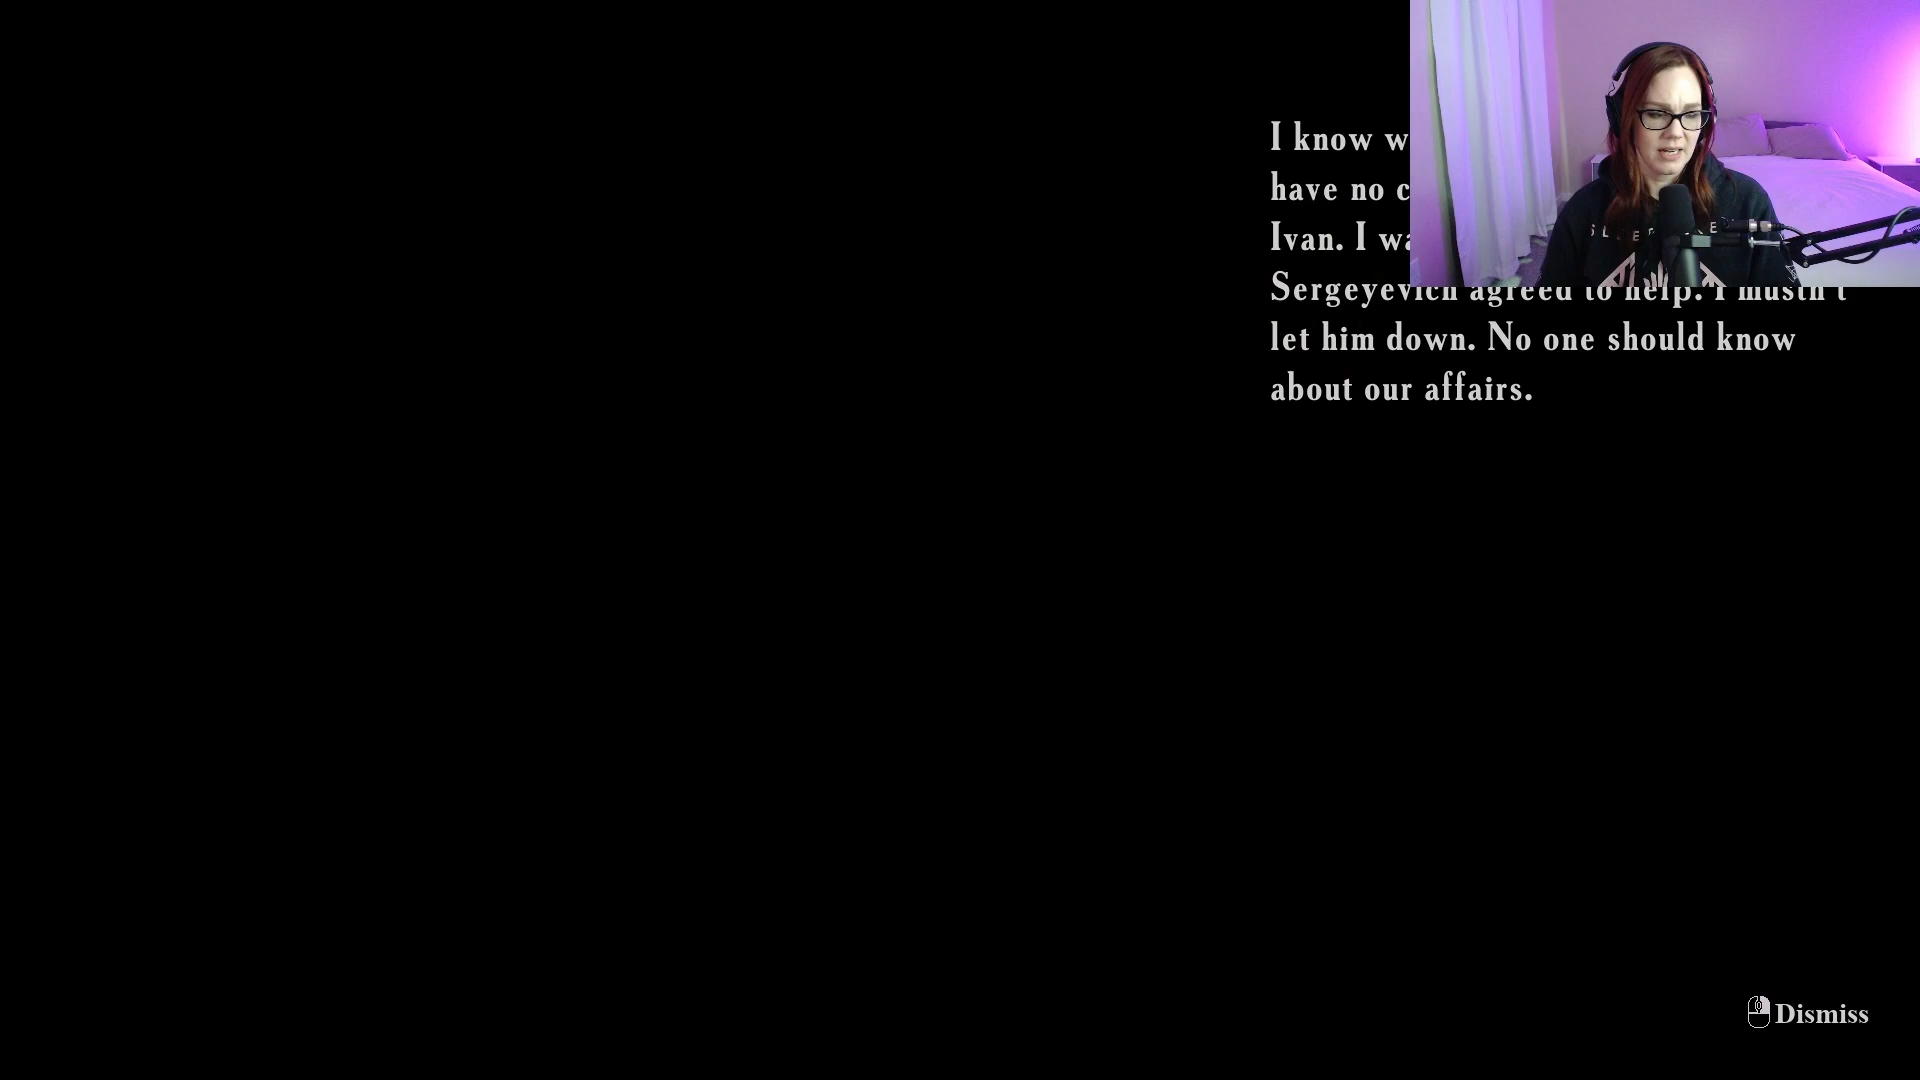 I know
have no
Ivan. I
Sergeyevich agreed to help. I mustn't
let him down. No one should know
about our affairs.
Dismiss